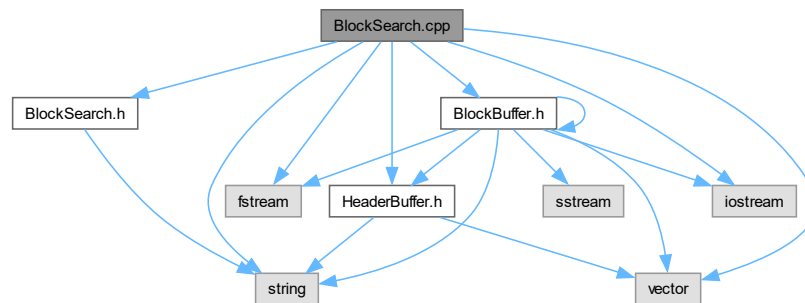 BlockSearch.cpp
BlockSearch.h
BlockBuffer.h
fstream
HeaderBuffer.h
sstream
iostream
string
vector